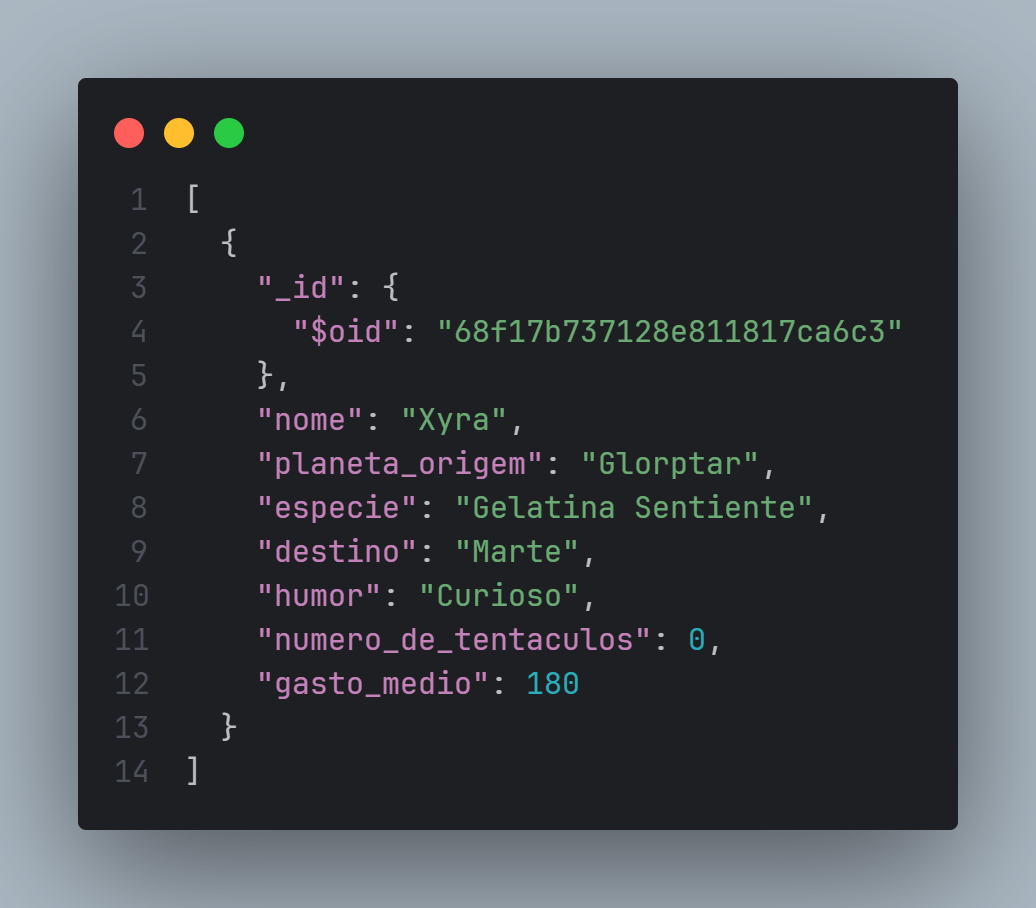 1 [
2   {
3     "_id": {
4       "$oid": "68f17b737128e811817ca6c3"
5     },
6     "nome": "Xyra",
7     "planeta_origem": "Glorptar",
8     "especie": "Gelatina Sentiente",
9     "destino": "Marte",
10     "humor": "Curioso",
11     "numero_de_tentaculos": 0,
12     "gasto_medio": 180
13   }
14 ]